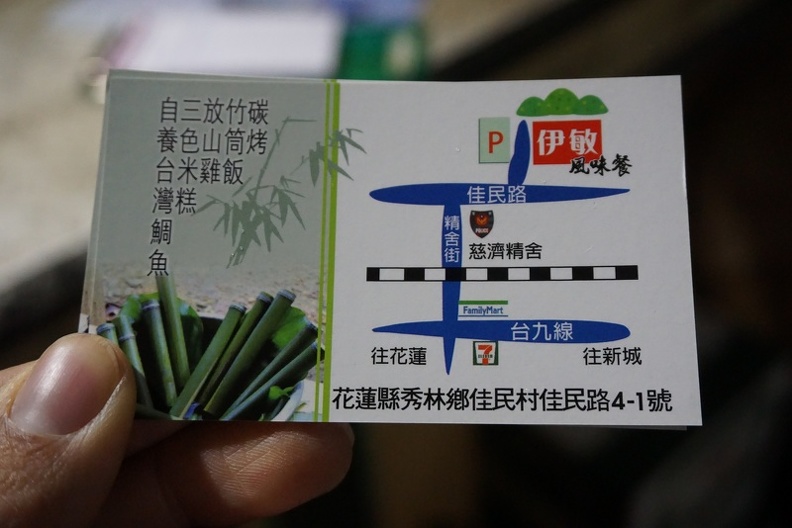 碳烤
竹筒飯
放山雞
三色米糕
自養台灣鯛魚
P
伊敏
風味餐
佳民路
精舍街
慈濟精舍
FamilyMart
台九線
7
往花蓮
往新城
花蓮縣秀林鄉佳民村佳民路4-1號